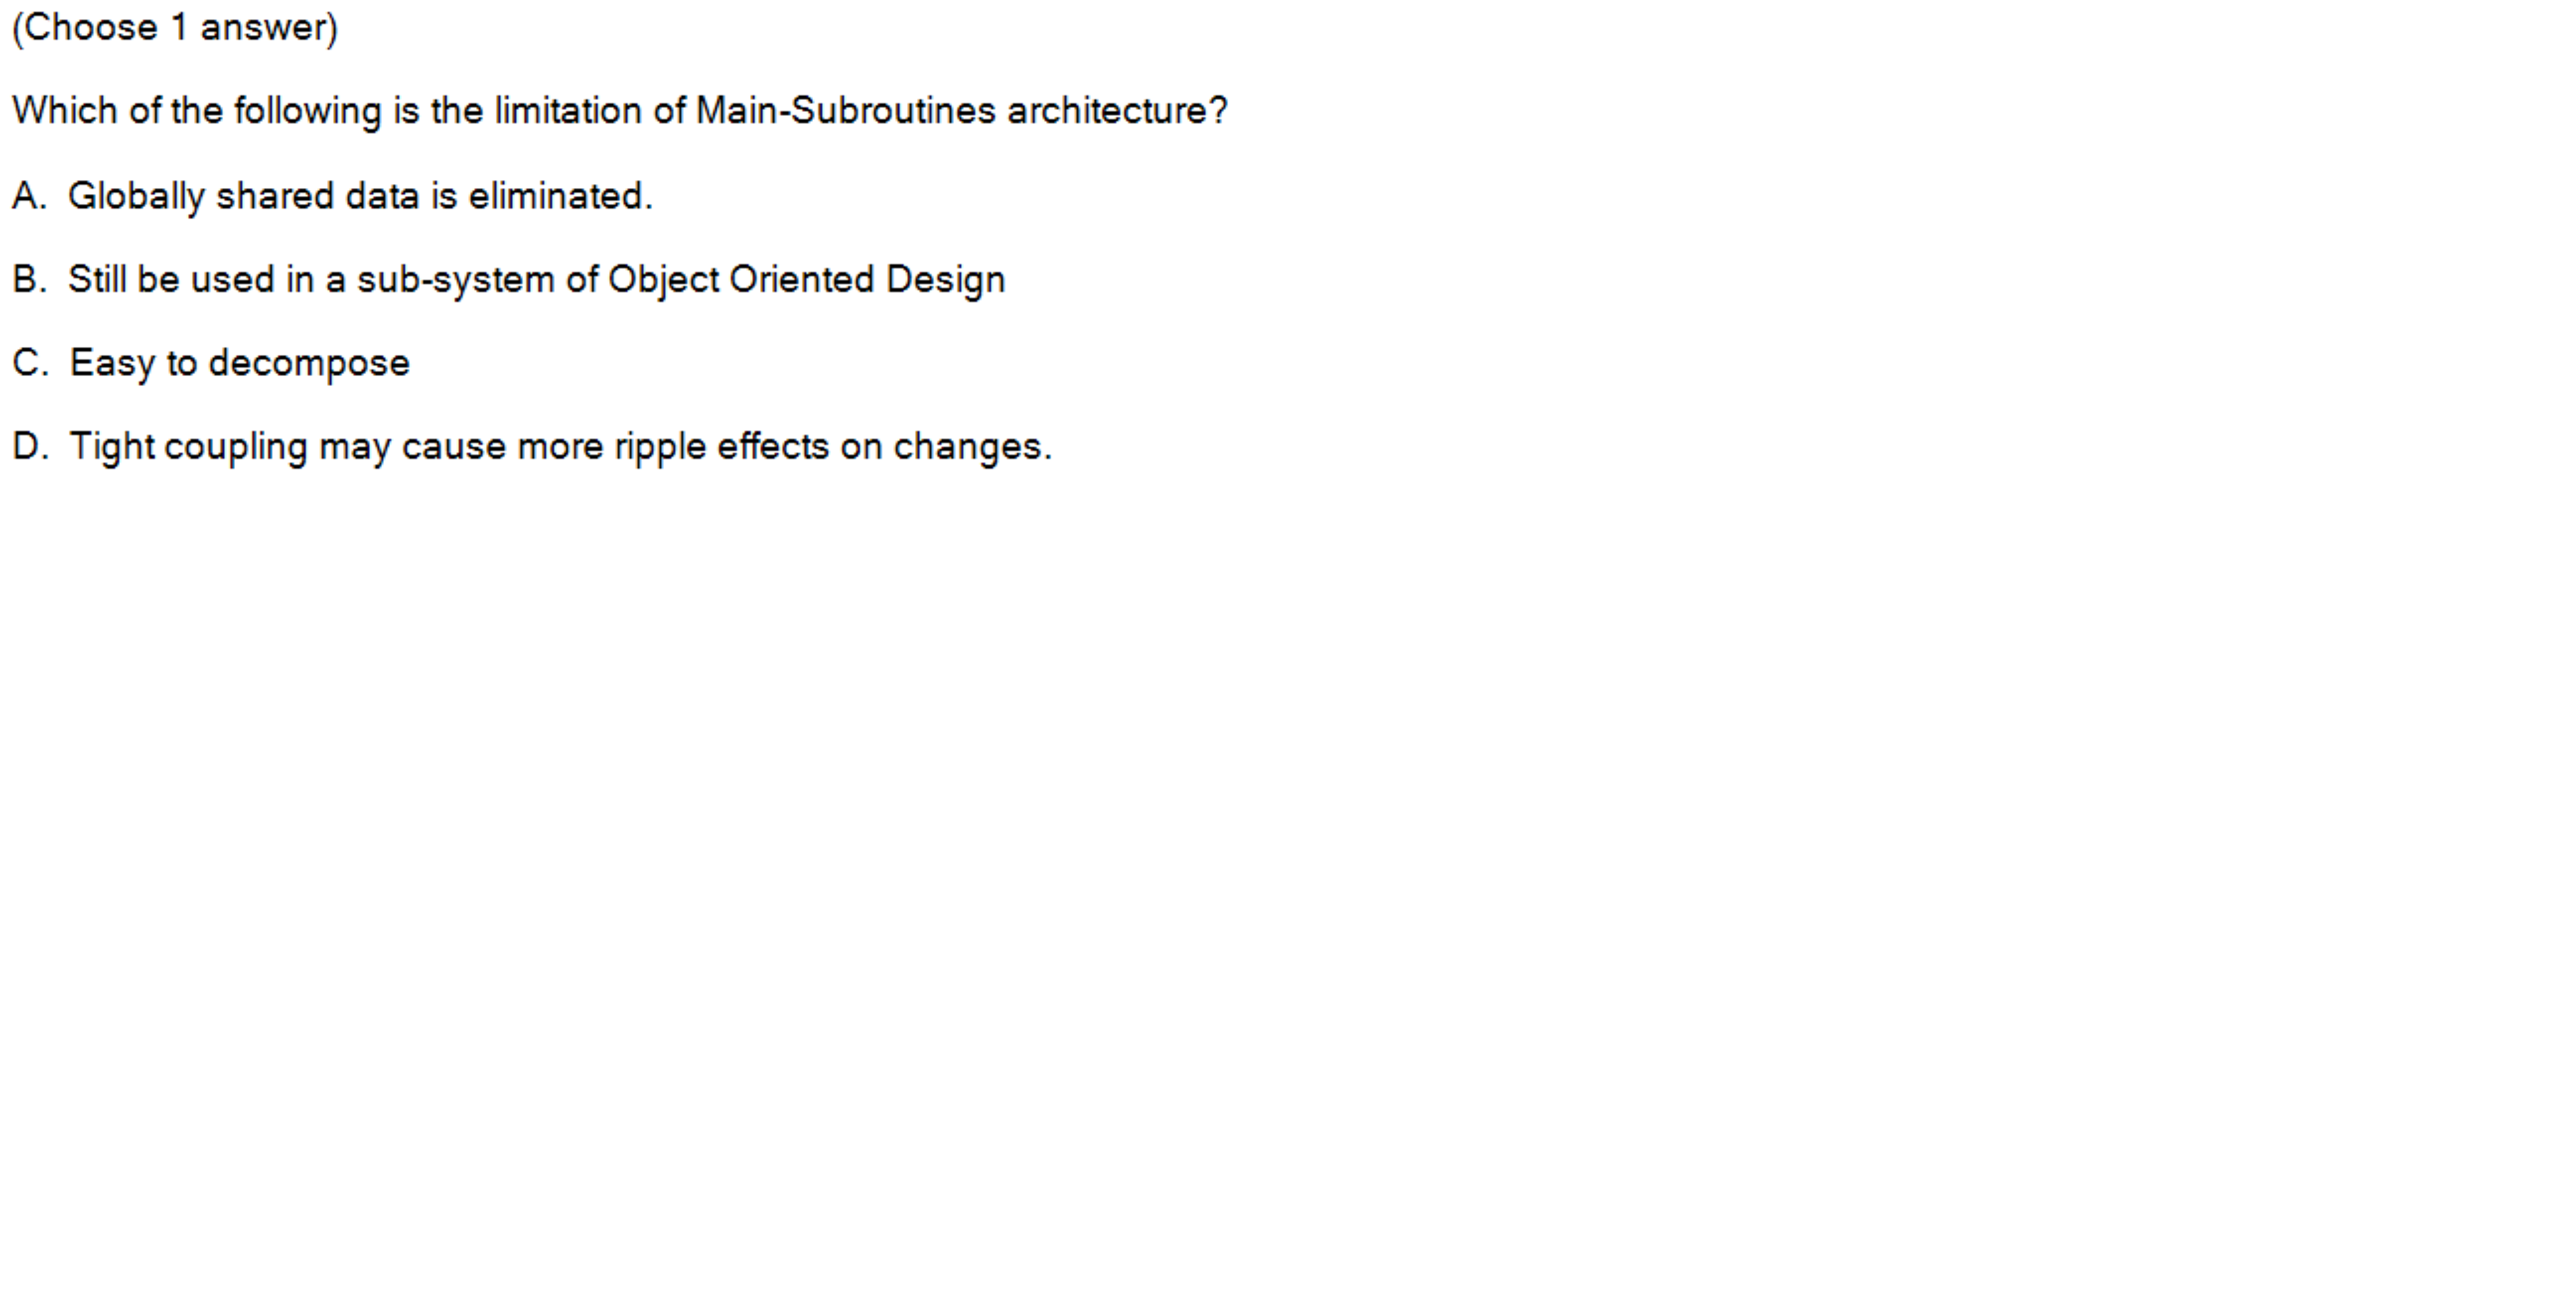 (Choose 1 answer)
Which of the following is the limitation of Main-Subroutines architecture?
A. Globally shared data is eliminated.
B. Still be used in a sub-system of Object Oriented Design
C. Easy to decompose
D. Tight coupling may cause more ripple effects on changes.